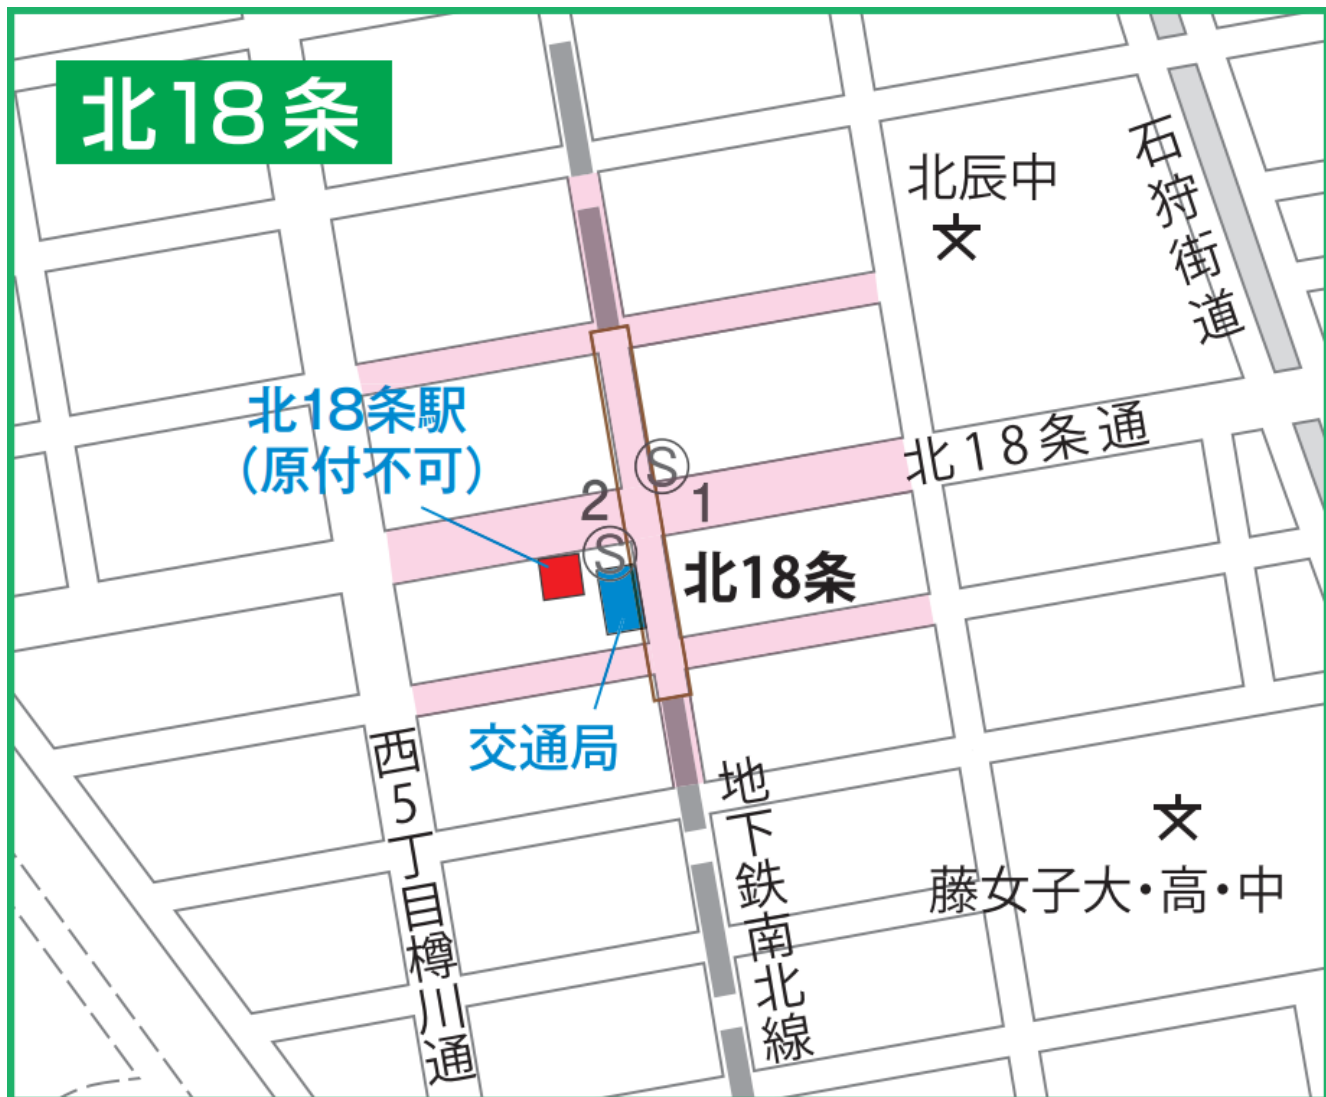 北18条
北辰中
石狩街道
北18条駅
（原付不可）
北18条通
S
2
1
S
北18条
交通局
西5丁目樽川通
地下鉄南北線
藤女子大・高・中